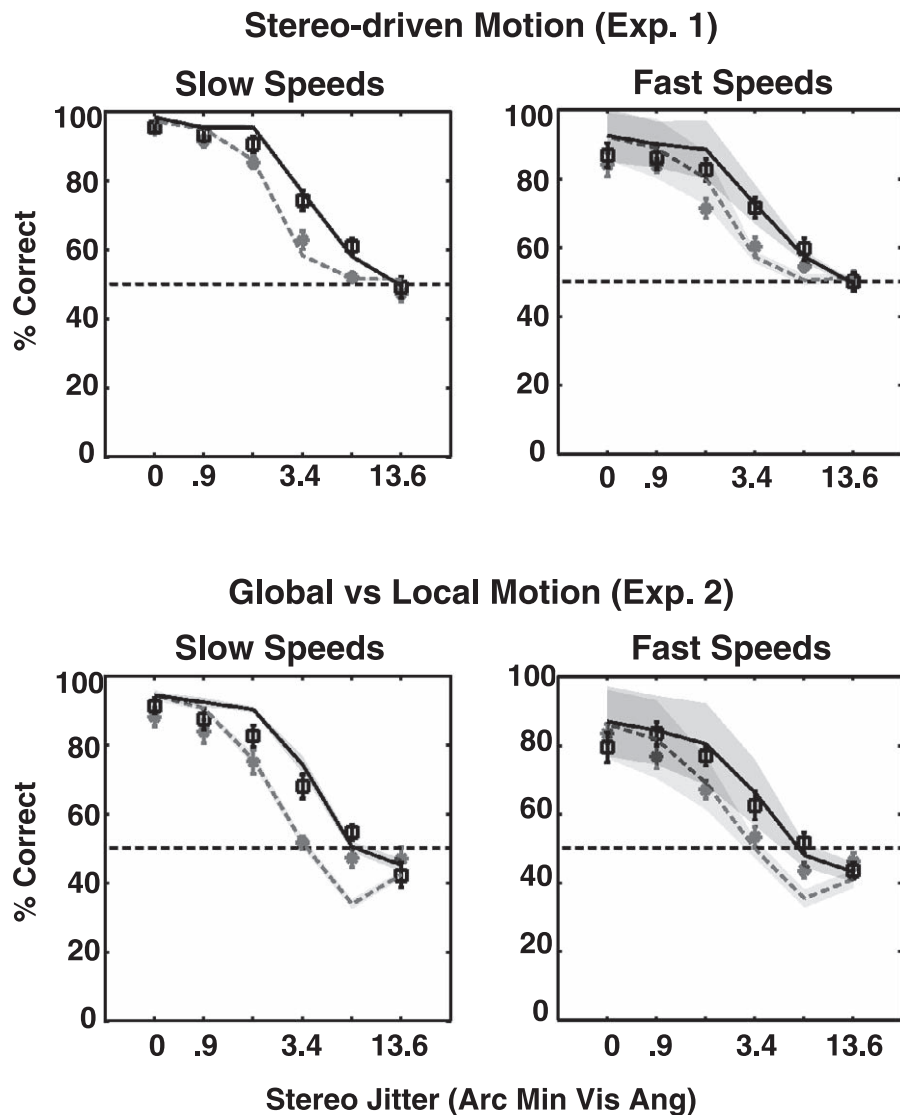 Stereo-driven Motion (Exp. 1)
Slow Speeds
Fast Speeds
% Correct
100
80
60
40
20
0
0 .9 3.4 13.6
100
80
60
40
20
0
0 .9 3.4 13.6
Global vs Local Motion (Exp. 2)
Slow Speeds
Fast Speeds
% Correct
100
80
60
40
20
0
0 .9 3.4 13.6
100
80
60
40
20
0
0 .9 3.4 13.6
Stereo Jitter (Arc Min Vis Ang)